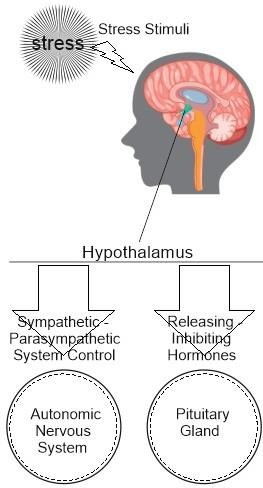 Stress Stimuli
stress
Hypothalamus
Sympathetic -
Parasympathetic
System Control
Releasing -
Inhibiting
Hormones
Autonomic
Nervous
System
Pituitary
Gland